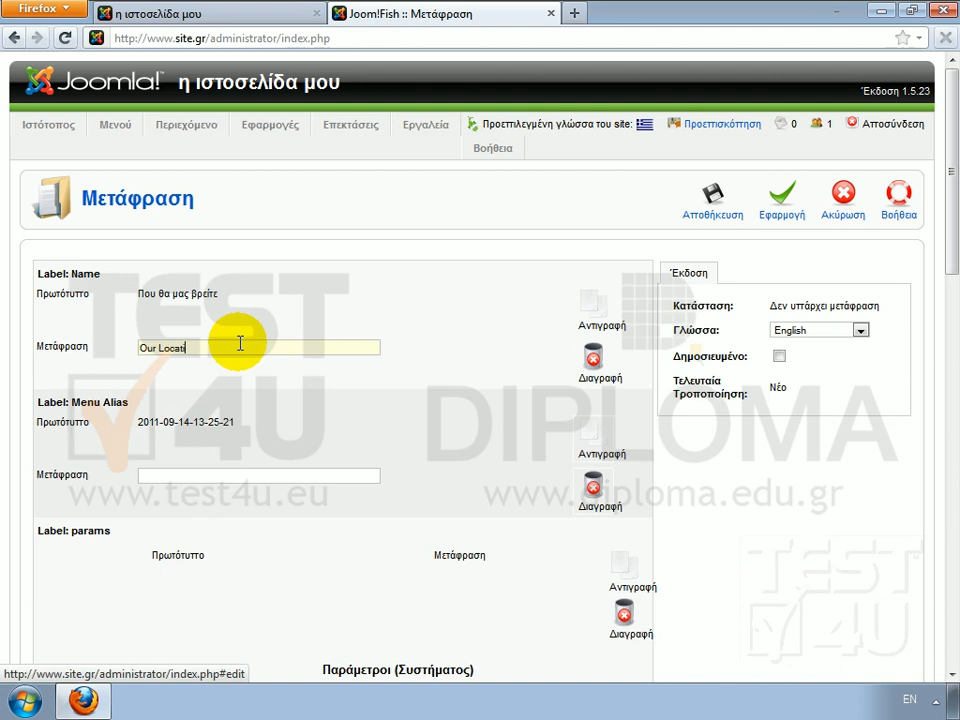 Firefox
η ιστοσελίδα μου
Joom!Fish :: Μετάφραση
http://www.site.gr/administrator/index.php
Joomla! η ιστοσελίδα μου
Έκδοση 1.5.23
Ιστότοπος Μενού Περιεχόμενο Εφαρμογές Επεκτάσεις Εργαλεία Προεπιλεγμένη γλώσσα του site: Προεπισκόπηση 0 1 Αποσύνδεση
Βοήθεια
Μετάφραση
Αποθήκευση Εφαρμογή Ακύρωση Βοήθεια
Label: Name
Πρωτότυπο Που θα μας βρείτε
Αντιγραφή
Μετάφραση Our Locati
Διαγραφή
Label: Menu Alias
Πρωτότυπο 2011-09-14-13-25-21
Αντιγραφή
Μετάφραση
Διαγραφή
Label: params
Πρωτότυπο Μετάφραση
Αντιγραφή
Διαγραφή
Παράμετροι (Συστήματος)
Έκδοση
Κατάσταση: Δεν υπάρχει μετάφραση
Γλώσσα: English
Δημοσιευμένο:
Τελευταία
Τροποποίηση: Νέο
TEST
4U DIPLOMA
www.test4u.eu www.diploma.edu.gr
TEST
4U
http://www.site.gr/administrator/index.php#edit
EN